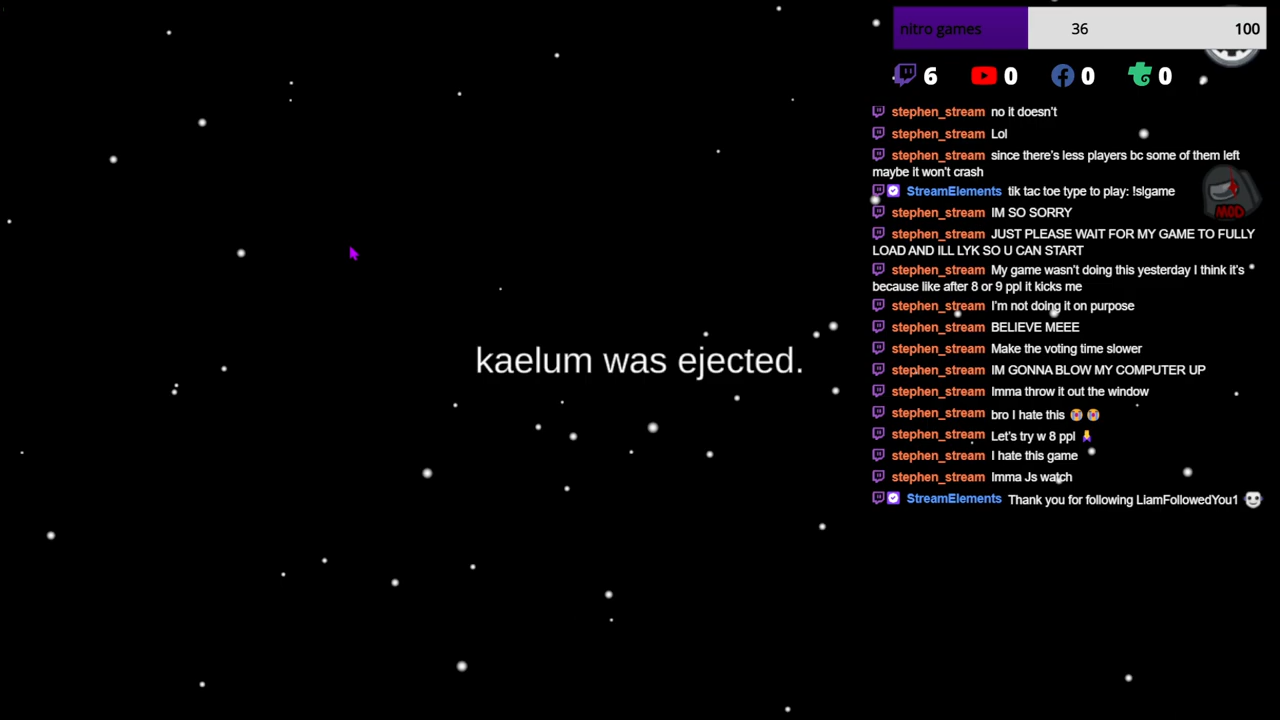 nitro games 36 100
6 0 0 0
stephen_stream no it doesn't
stephen_stream Lol
stephen_stream since there's less players bc some of them left
maybe it won't crash
StreamElements tik tac toe type to play: !slgame
MOD
stephen_stream IM SO SORRY
stephen_stream JUST PLEASE WAIT FOR MY GAME TO FULLY
LOAD AND ILL LYK SO U CAN START
stephen_stream My game wasn't doing this yesterday I think it's
because like after 8 or 9 ppl it kicks me
stephen_stream I'm not doing it on purpose
stephen_stream BELIEVE MEEE
stephen_stream Make the voting time slower
kaelum was ejected.
stephen_stream IM GONNA BLOW MY COMPUTER UP
stephen_stream Imma throw it out the window
stephen_stream bro I hate this
stephen_stream Let's try w 8 ppl
stephen_stream I hate this game
stephen_stream Imma Js watch
StreamElements Thank you for following LiamFollowedYou1